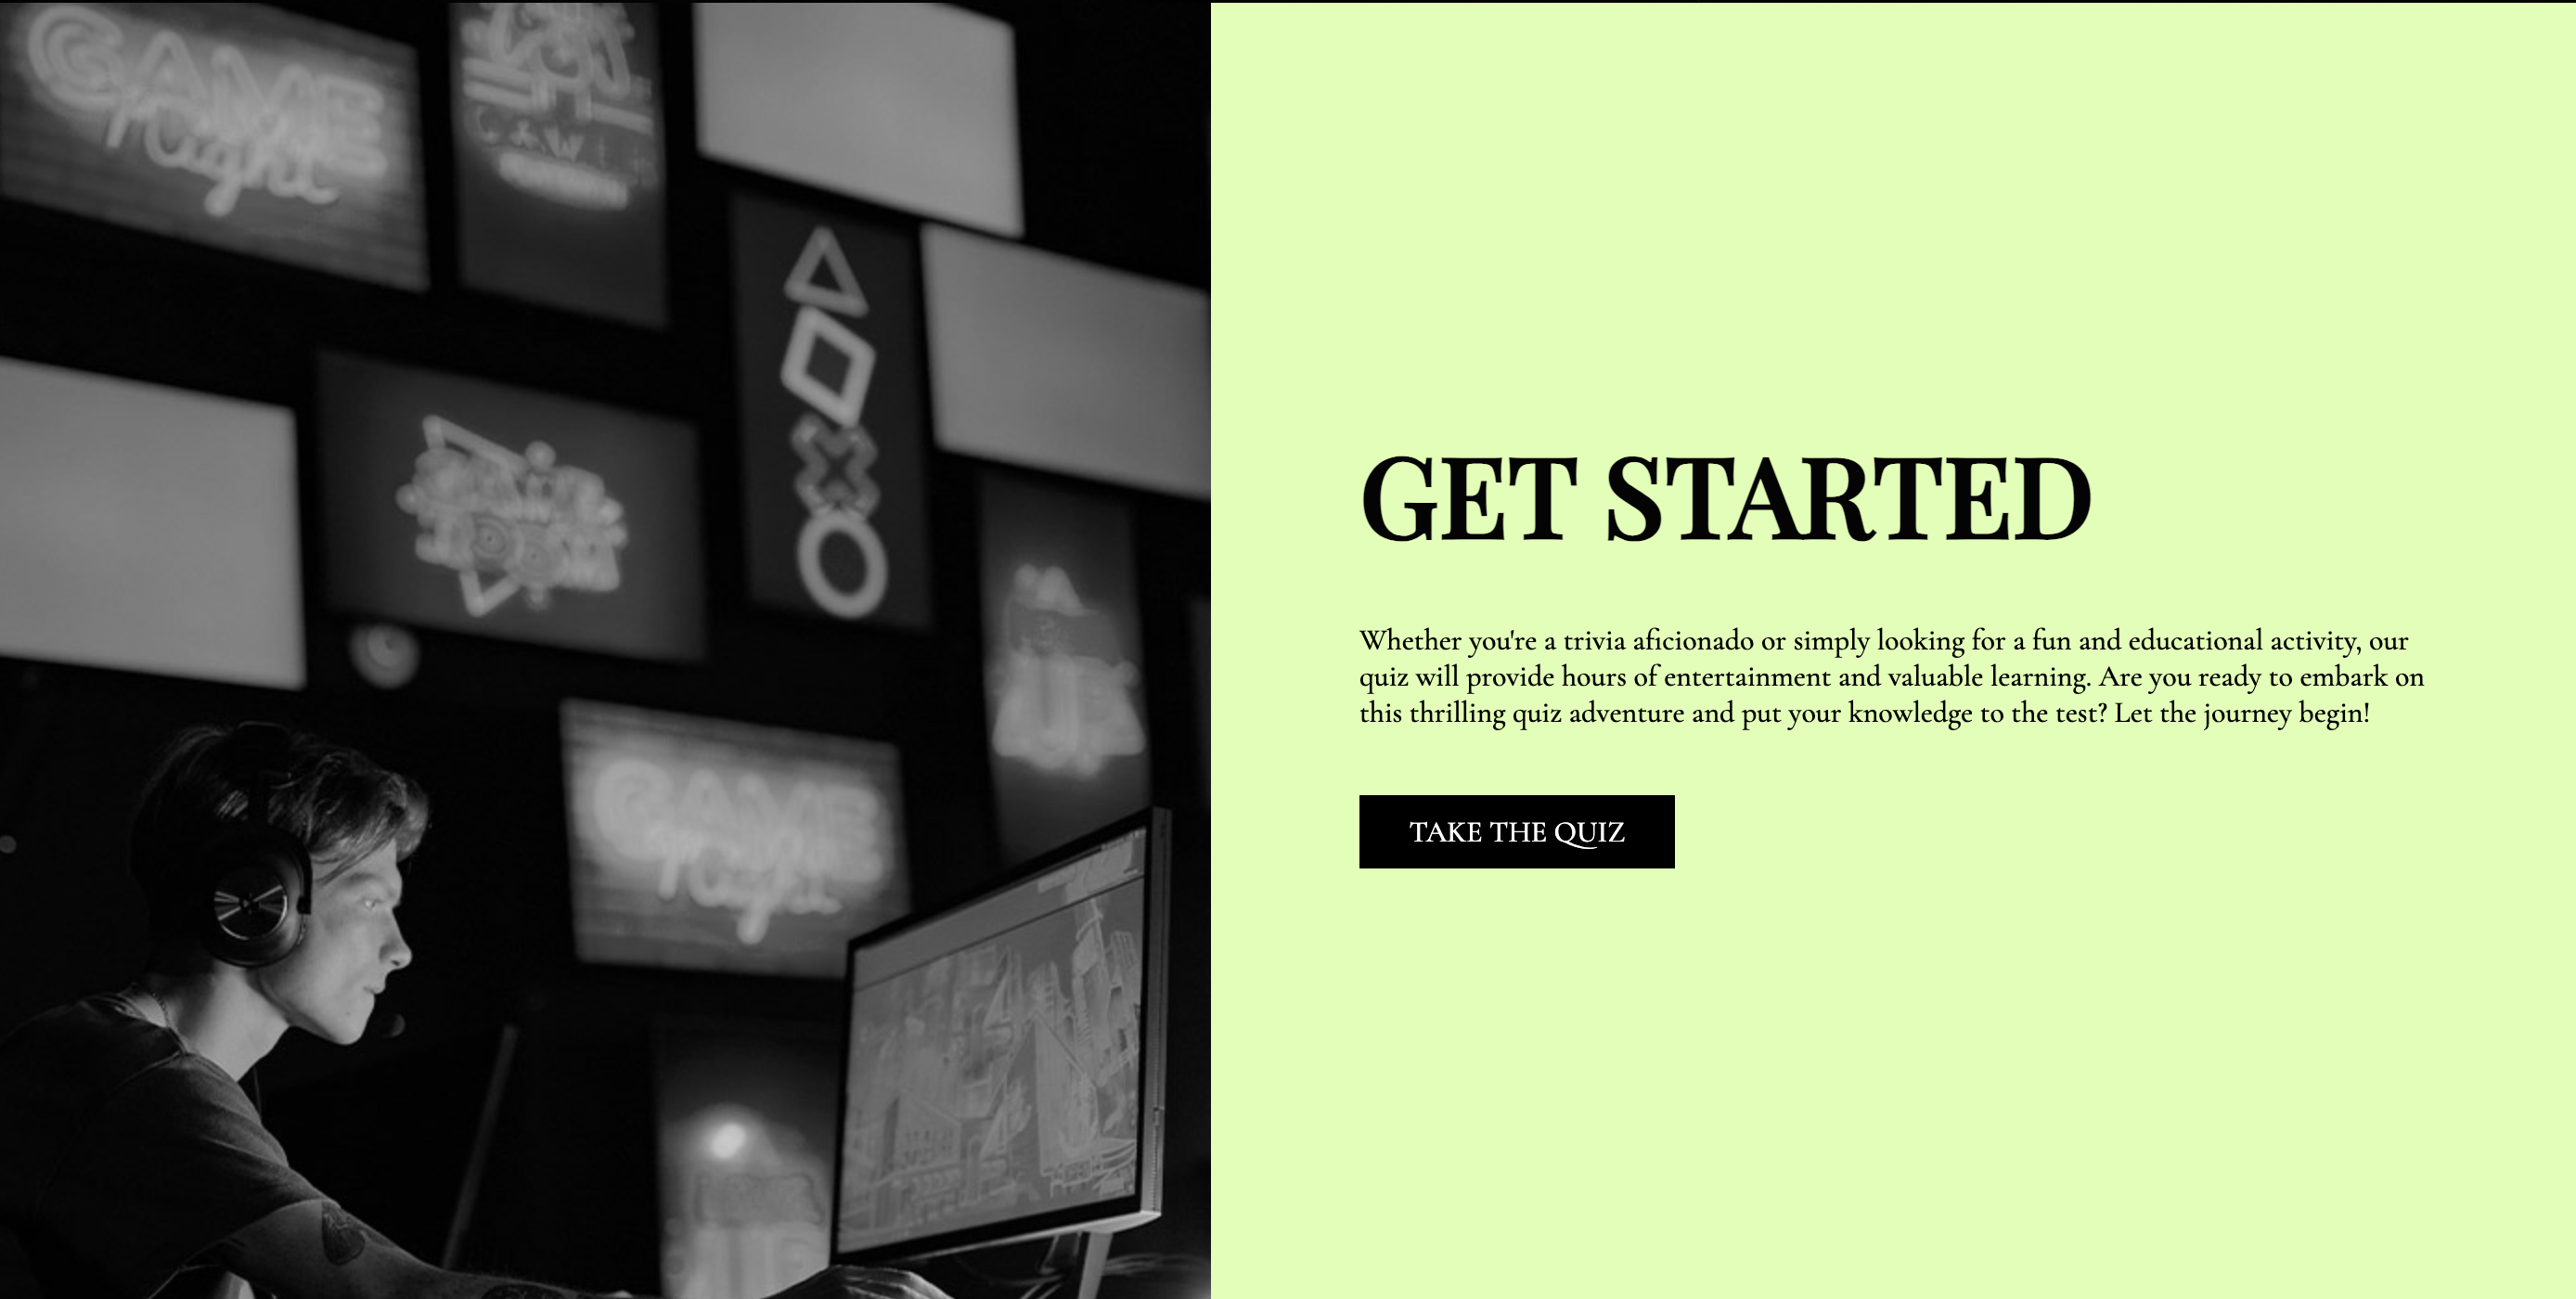 GAME
night
GAME
night
GET STARTED
Whether you're a trivia aficionado or simply looking for a fun and educational activity, our
quiz will provide hours of entertainment and valuable learning. Are you ready to embark on
this thrilling quiz adventure and put your knowledge to the test? Let the journey begin!
TAKE THE QUIZ